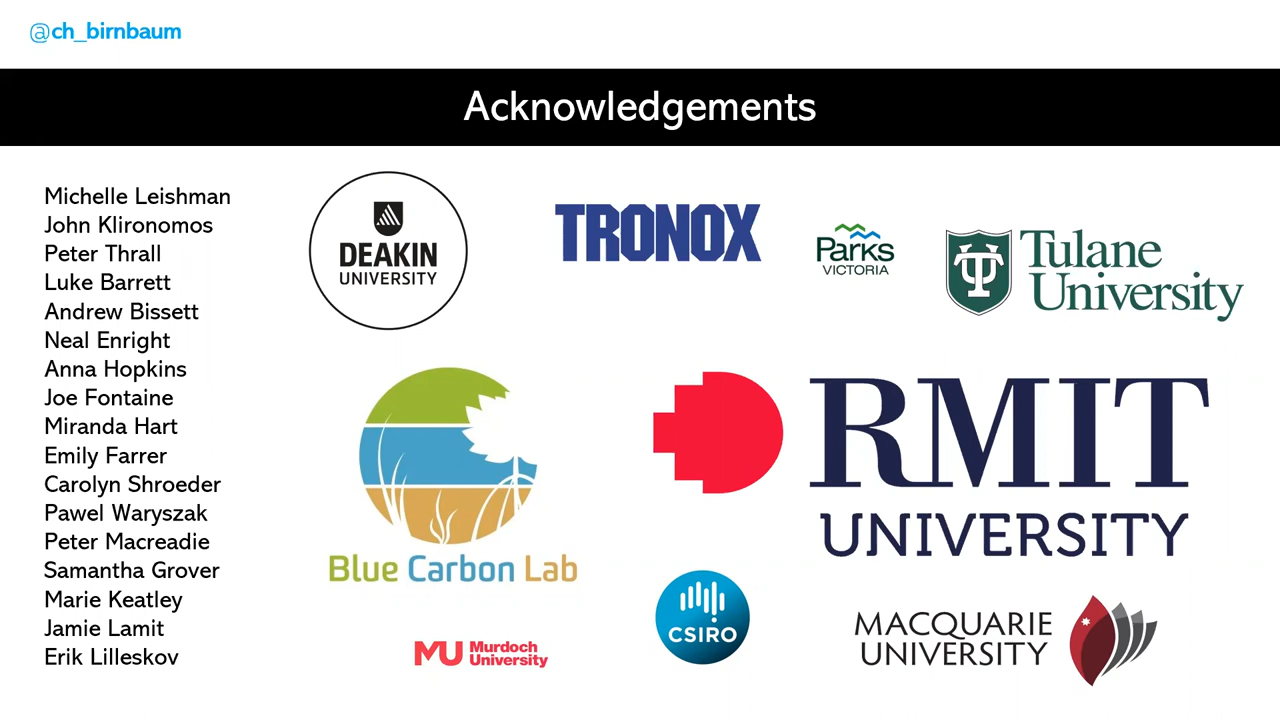 @ch_birnbaum
Acknowledgements
Michelle Leishman
John Klironomos
Peter Thrall
Luke Barrett
Andrew Bissett
Neal Enright
Anna Hopkins
Joe Fontaine
Miranda Hart
Emily Farrer
Carolyn Shroeder
Pawel Waryszak
Peter Macreadie
Samantha Grover
Marie Keatley
Jamie Lamit
Erik Lilleskov
DEAKIN
UNIVERSITY
TRONOX
Parks
VICTORIA
Tulane
University
Blue Carbon Lab
RMIT
UNIVERSITY
MU Murdoch
University
CSIRO
MACQUARIE
UNIVERSITY